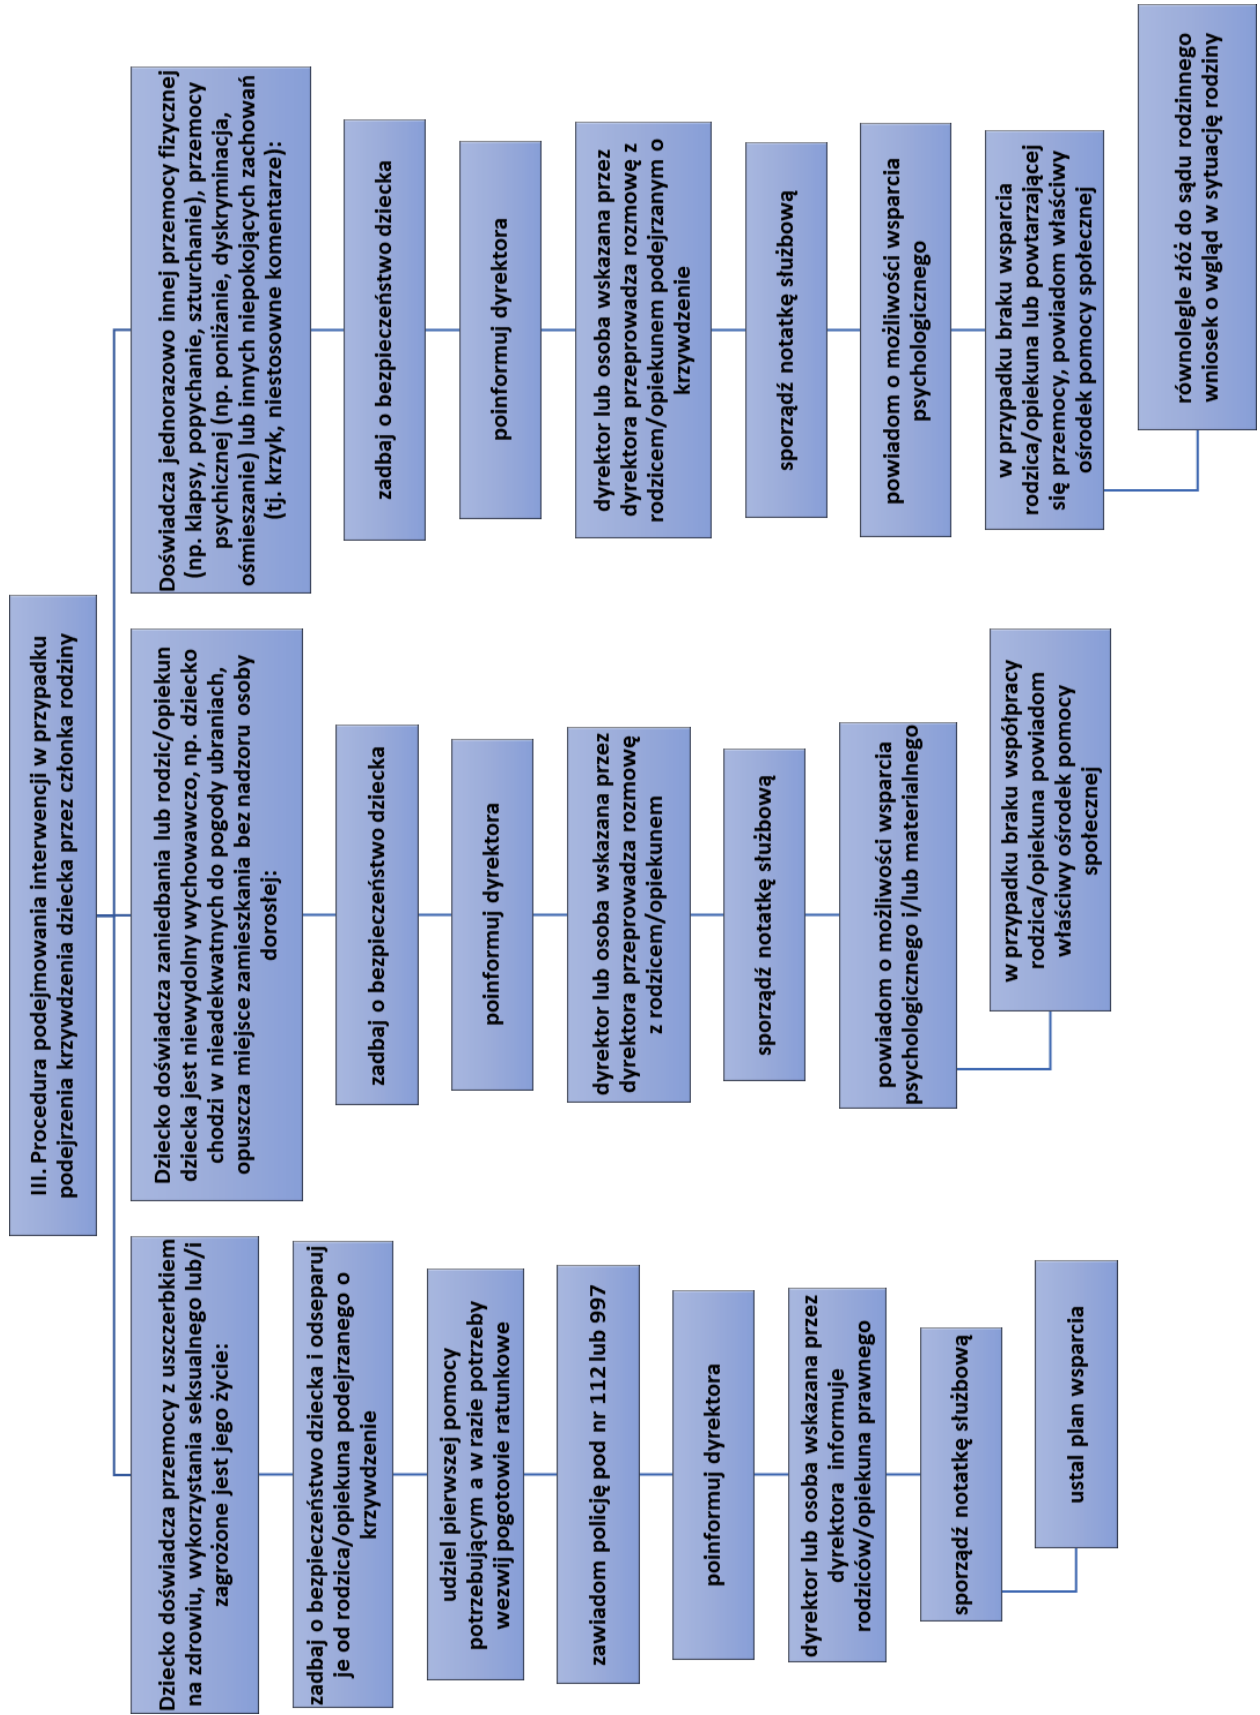 III. Procedura podejmowania interwencji w przypadku
podejrzenia krzywdzenia dziecka przez członka rodziny
Dziecko doświadcza przemocy z uszczerbkiem
na zdrowiu, wykorzystania seksualnego lub/i
zagrożone jest jego życie:
zadbaj o bezpieczeństwo dziecka i odseparuj
je od rodzica/opiekuna podejrzanego o
krzywdzenie
udziel pierwszej pomocy
potrzebującym a w razie potrzeby
wezwij pogotowie ratunkowe
zawiadom policję pod nr 112 lub 997
poinformuj dyrektora
dyrektor lub osoba wskazana przez
dyrektora informuje
rodziców/opiekuna prawnego
sporządź notatkę służbową
ustal plan wsparcia
Dziecko doświadcza zaniedbania lub rodzic/opiekun
dziecka jest niewydolny wychowawczo, np. dziecko
chodzi w nieadekwatnych do pogody ubraniach,
opuszcza miejsce zamieszkania bez nadzoru osoby
dorosłej:
zadbaj o bezpieczeństwo dziecka
poinformuj dyrektora
dyrektor lub osoba wskazana przez
dyrektora przeprowadza rozmowę
z rodzicem/opiekunem
sporządź notatkę służbową
powiadom o możliwości wsparcia
psychologicznego i/lub materialnego
w przypadku braku współpracy
rodzica/opiekuna powiadom
właściwy ośrodek pomocy
społecznej
Doświadcza jednorazowo innej przemocy fizycznej
(np. klapsy, popychanie, szturchanie), przemocy
psychicznej (np. poniżanie, dyskryminacja,
ośmieszanie) lub innych niepokojących zachowań
(tj. krzyk, niestosowne komentarze):
zadbaj o bezpieczeństwo dziecka
poinformuj dyrektora
dyrektor lub osoba wskazana przez
dyrektora przeprowadza rozmowę z
rodzicem/opiekunem podejrzanym o
krzywdzenie
sporządź notatkę służbową
powiadom o możliwości wsparcia
psychologicznego
w przypadku braku wsparcia
rodzica/opiekuna lub powtarzającej
się przemocy, powiadom właściwy
ośrodek pomocy społecznej
równolegle złóż do sądu rodzinnego
wniosek o wgląd w sytuację rodziny